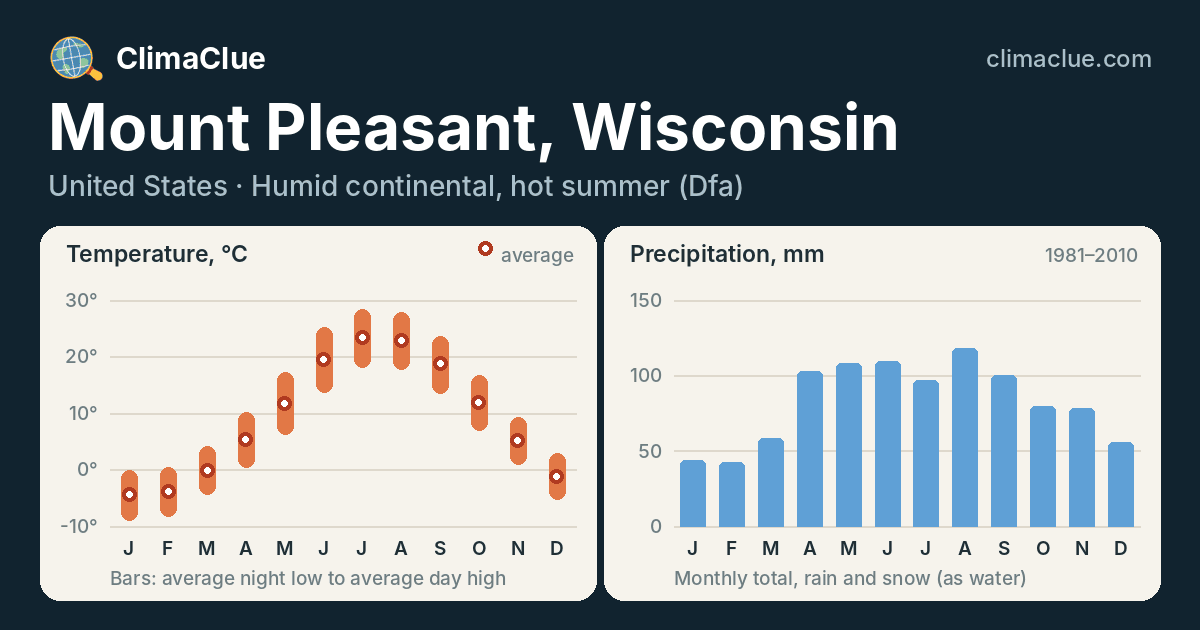 ClimaClue
climaclue.com
Mount Pleasant, Wisconsin
United States · Humid continental, hot summer (Dfa)
Temperature, °C
average
30°
20°
10°
0°
-10°
J F M A M J J A S O N D
Bars: average night low to average day high
Precipitation, mm
1981–2010
150
100
50
0
J F M A M J J A S O N D
Monthly total, rain and snow (as water)